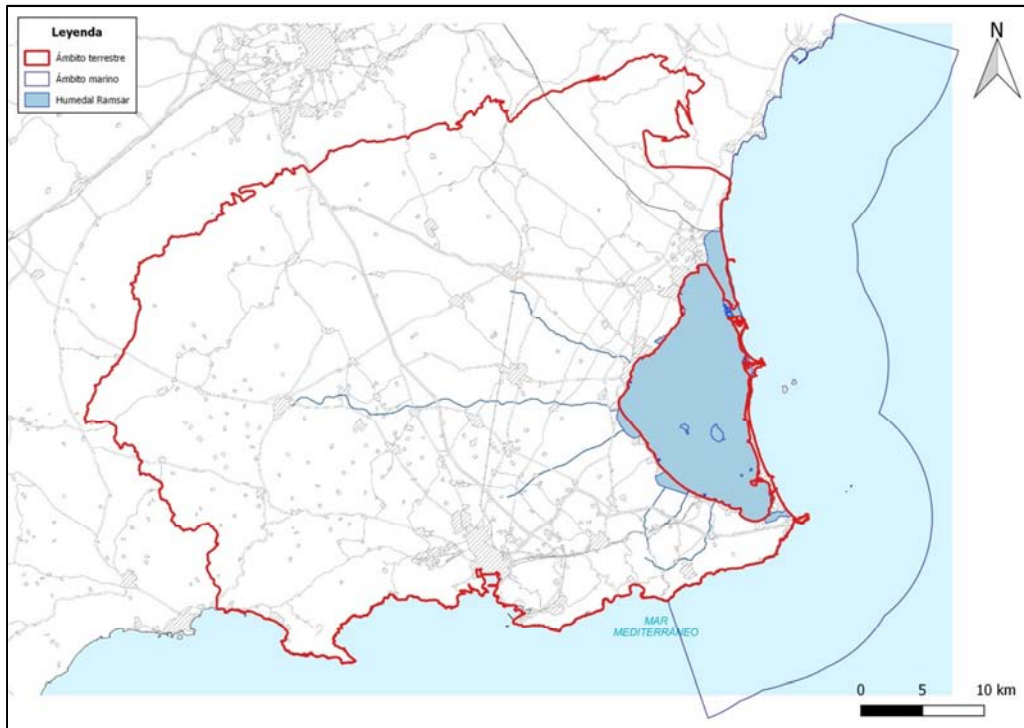 Leyenda
Ámbito terrestre
Ámbito marino
Humedal Ramsar
N
MAR
MEDITERRÁNEO
0 5 10 km